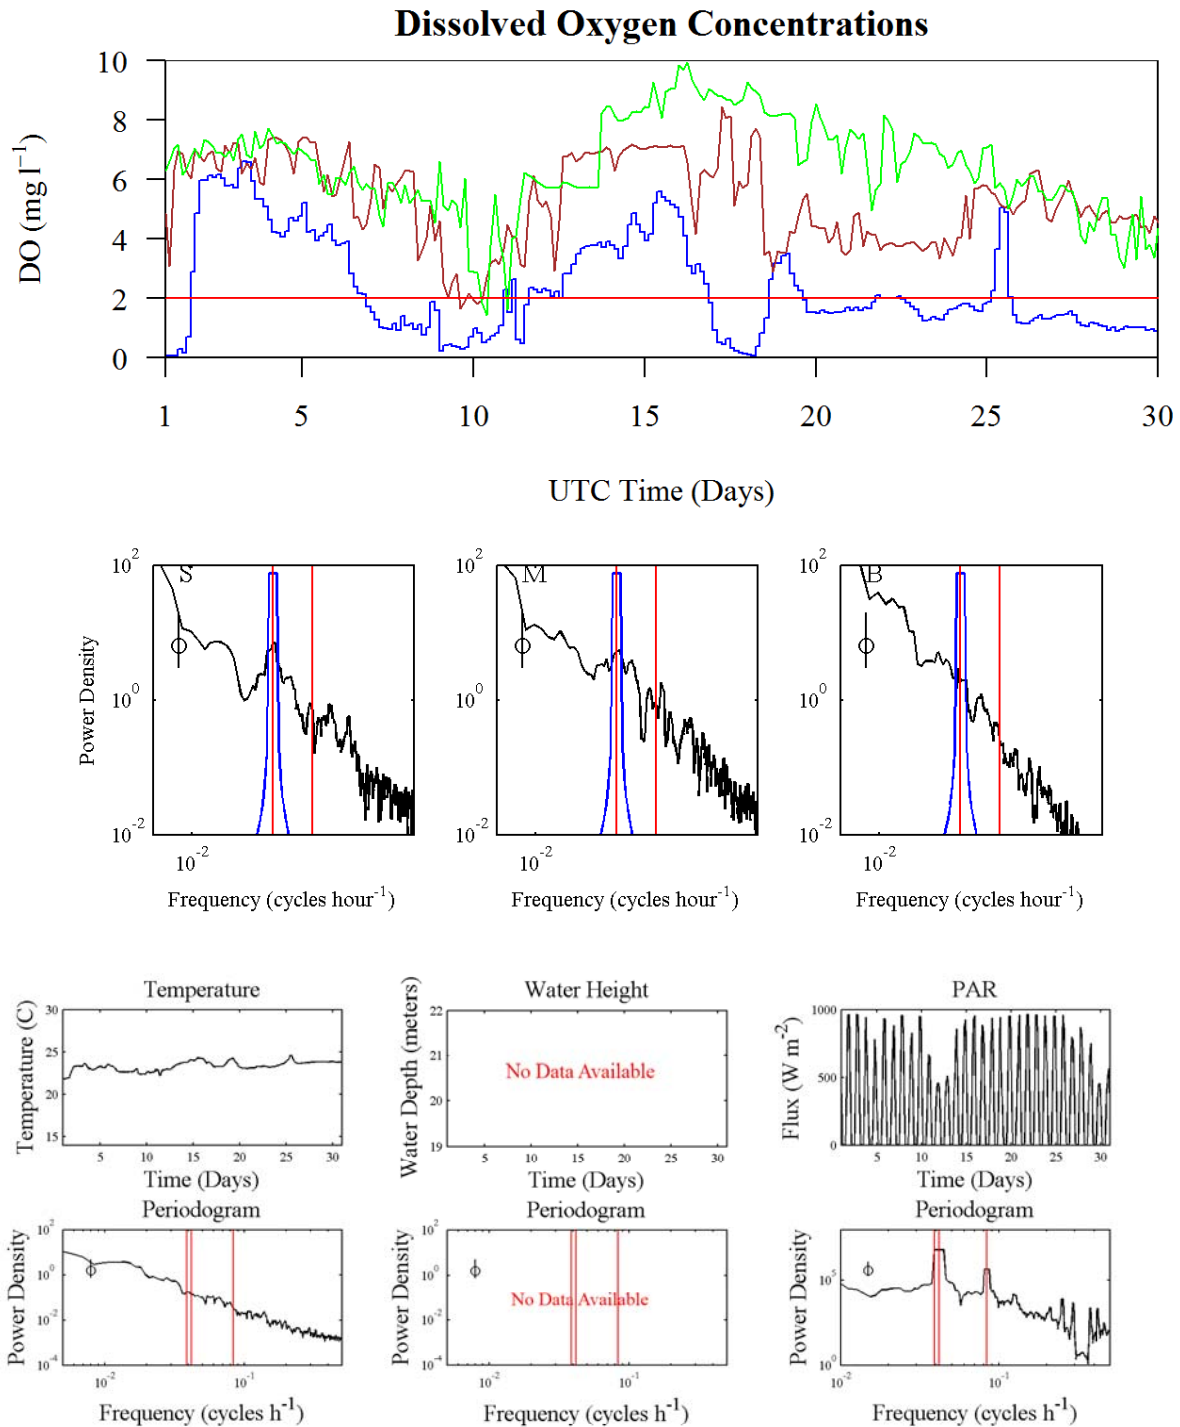 Dissolved Oxygen Concentrations
DO (mg l⁻¹)
10
8
6
4
2
0
1 5 10 15 20 25 30
UTC Time (Days)
Power Density
10² 10² 10²
S M B
10⁰ 10⁰ 10⁰
10⁻² 10⁻² 10⁻²
10⁻² 10⁻² 10⁻²
Frequency (cycles hour⁻¹) Frequency (cycles hour⁻¹) Frequency (cycles hour⁻¹)
Temperature Water Height PAR
Temperature (C) Water Depth (meters) Flux (W m⁻²)
30 22 1000
25 21 500
20 20 0
15 19
No Data Available
5 10 15 20 25 30 5 10 15 20 25 30 5 10 15 20 25 30
Time (Days) Time (Days) Time (Days)
Periodogram Periodogram Periodogram
Power Density Power Density Power Density
10² 10² 10⁵
10⁰ 10⁰ 10⁰
10⁻² 10⁻²
10⁻⁴ 10⁻⁴
No Data Available
10⁻² 10⁻¹ 10⁻² 10⁻¹ 10⁻² 10⁻¹ 10⁰
Frequency (cycles h⁻¹) Frequency (cycles h⁻¹) Frequency (cycles h⁻¹)